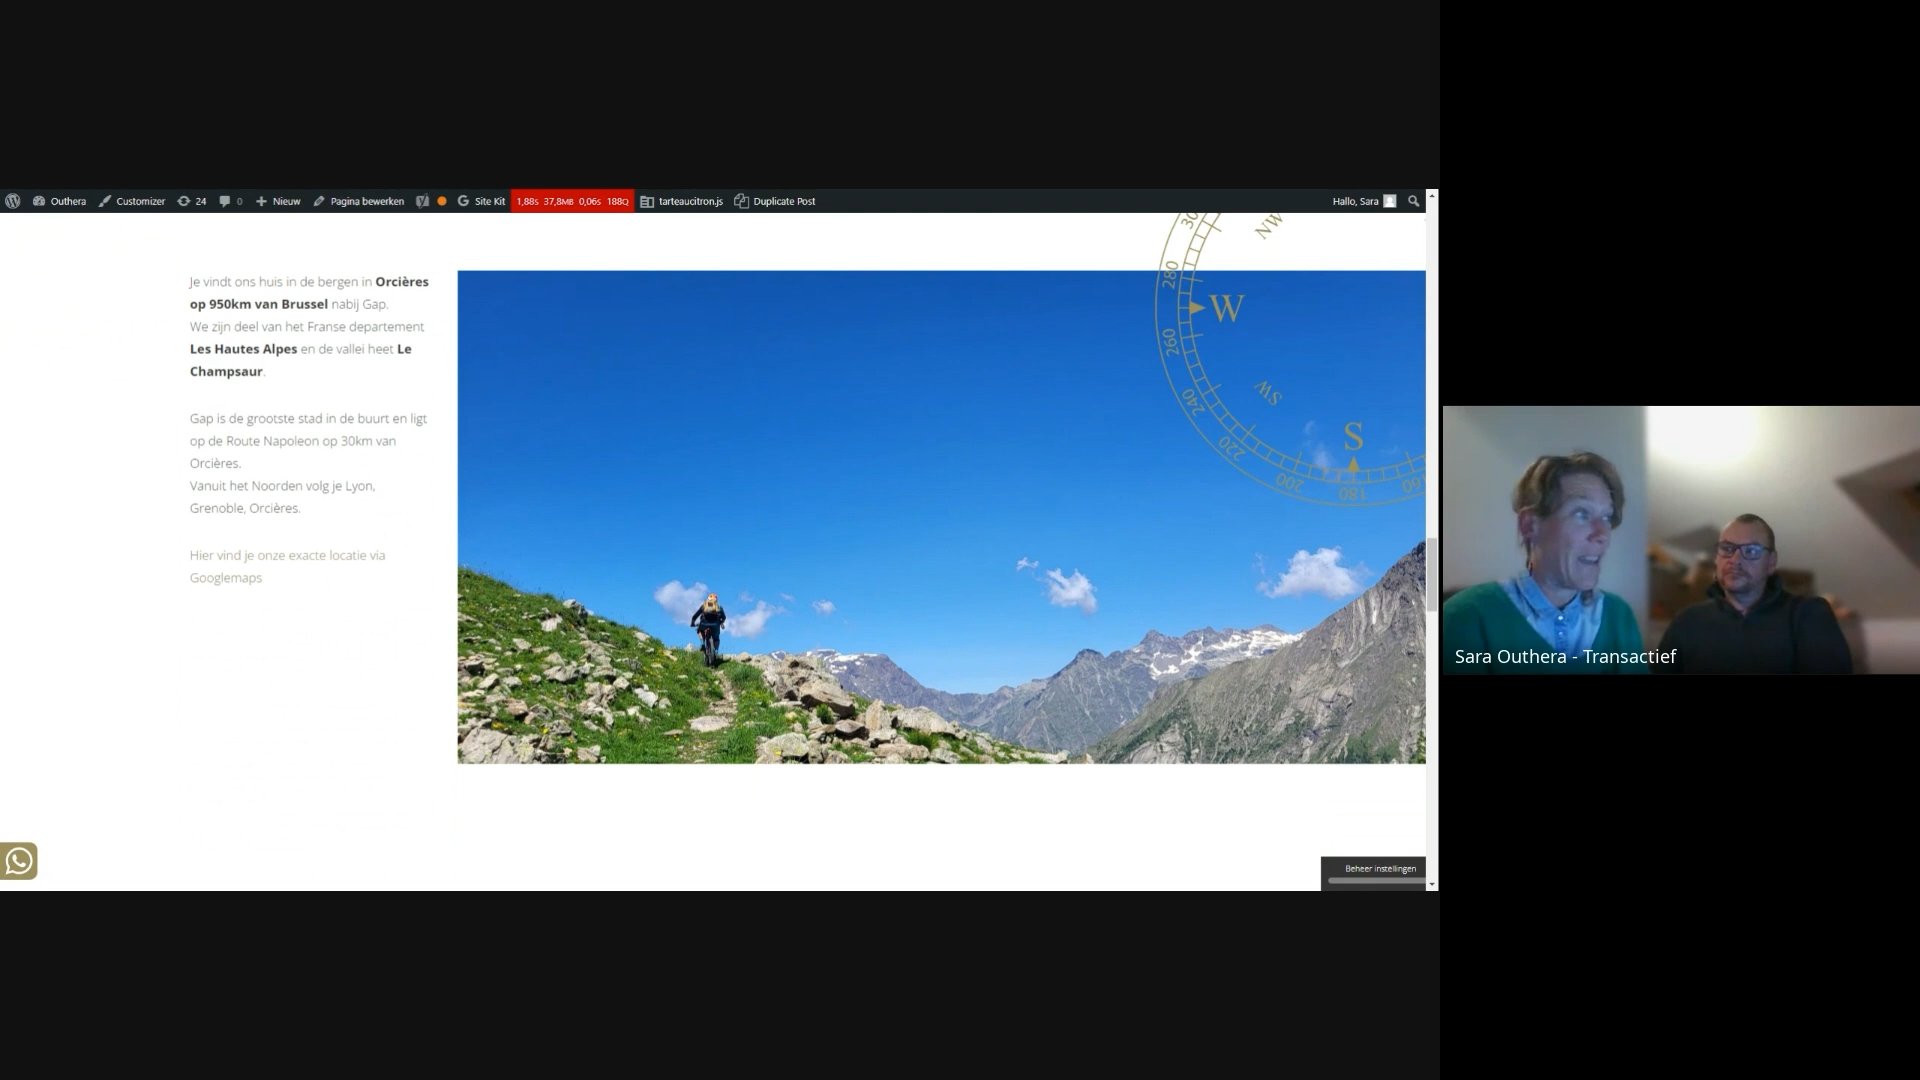 Outhera Customizer 24 0 Nieuw Pagina bewerken Site Kit 1,88s 37,8MB 0,06s 188Q tarteaucitron.js Duplicate Post Hallo, Sara
Je vindt ons huis in de bergen in Orcières
op 950km van Brussel nabij Gap.
We zijn deel van het Franse departement
Les Hautes Alpes en de vallei heet Le
Champsaur.
Gap is de grootste stad in de buurt en ligt
op de Route Napoleon op 30km van
Orcières.
Vanuit het Noorden volg je Lyon,
Grenoble, Orcières.
Hier vind je onze exacte locatie via
Googlemaps
30
NW
280
W
260
SW
240
S
220
200
180
160
Sara Outhera - Transactief
Beheer instellingen